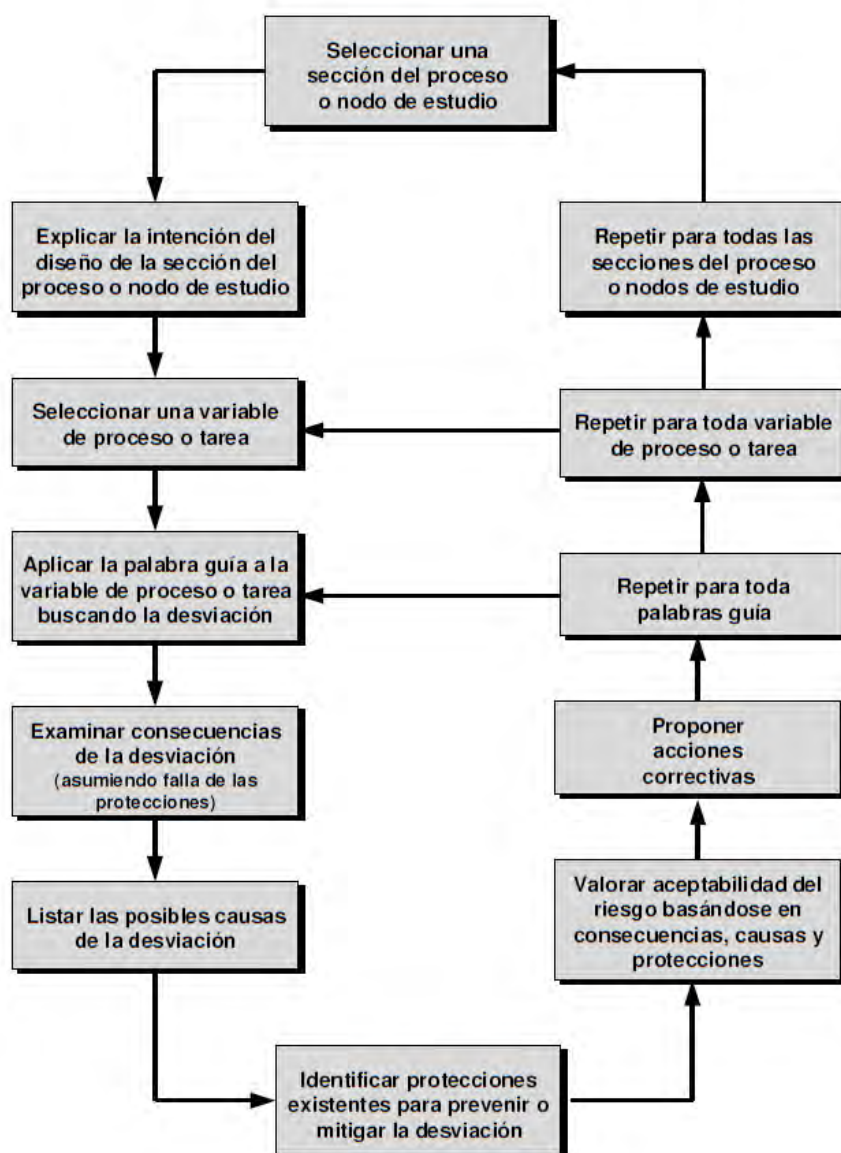 Seleccionar una
sección del proceso
o nodo de estudio
Explicar la intención del
diseño de la sección del
proceso o nodo de estudio
Seleccionar una variable
de proceso o tarea
Aplicar la palabra guía a la
variable de proceso o tarea
buscando la desviación
Examinar consecuencias
de la desviación
(asumiendo falla de las
protecciones)
Listar las posibles causas
de la desviación
Identificar protecciones
existentes para prevenir o
mitigar la desviación
Valorar aceptabilidad del
riesgo basándose en
consecuencias, causas y
protecciones
Proponer
acciones
correctivas
Repetir para toda
palabras guía
Repetir para toda variable
de proceso o tarea
Repetir para todas las
secciones del proceso
o nodos de estudio